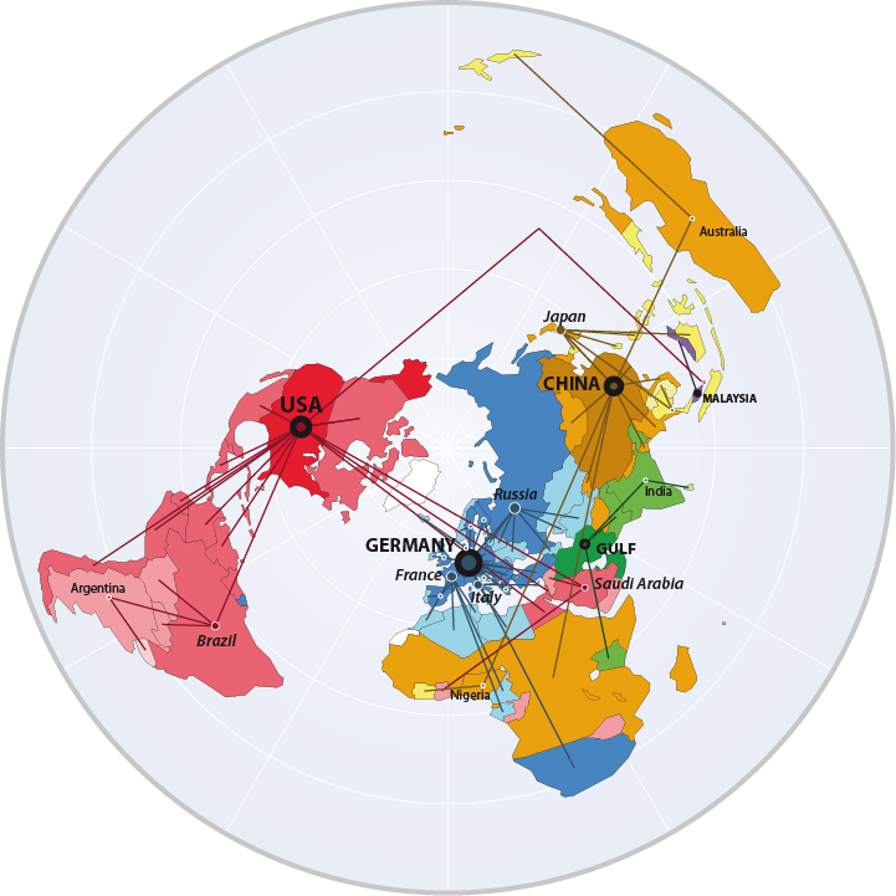 Australia
Japan
CHINA
MALAYSIA
USA
India
Russia
GERMANY
GULF
France
Saudi Arabia
Italy
Argentina
Brazil
Nigeria